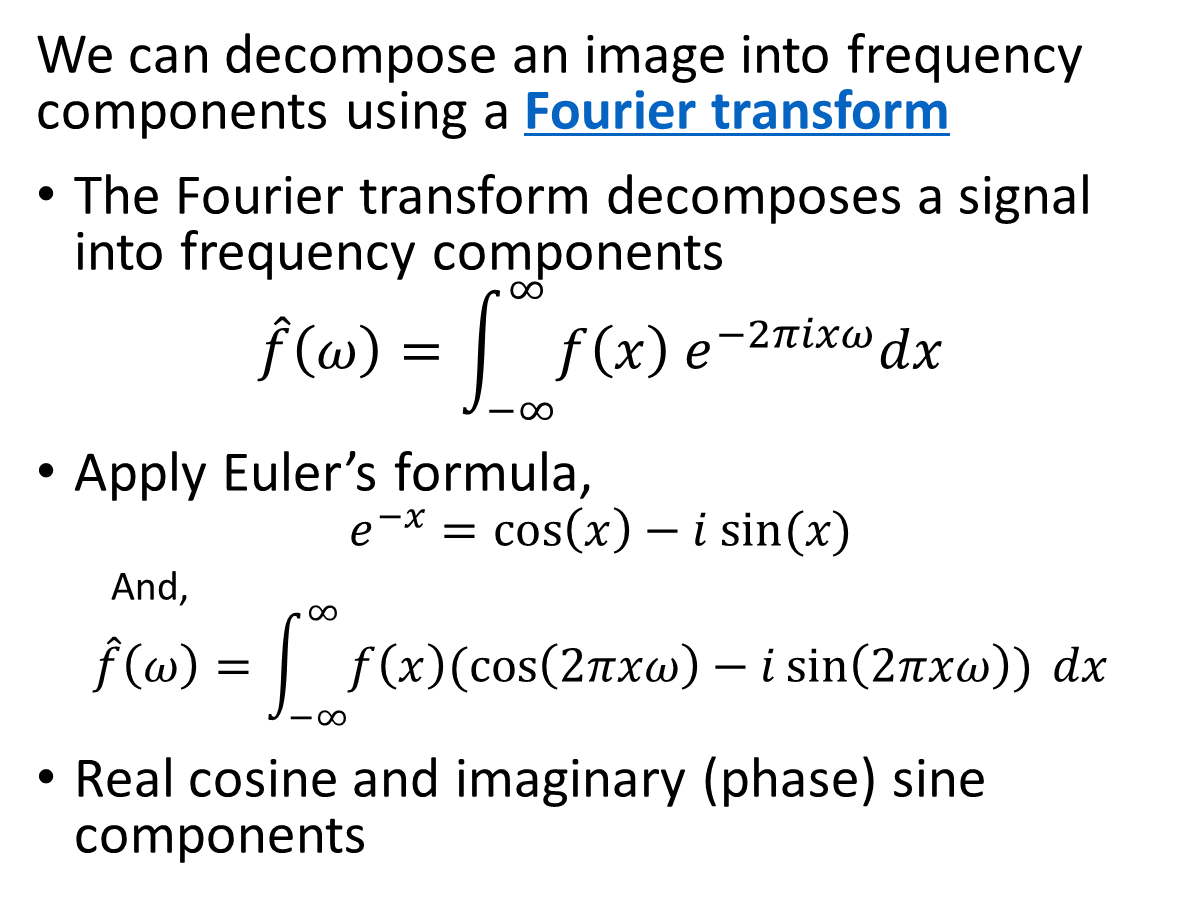 We can decompose an image into frequency
components using a Fourier transform
• The Fourier transform decomposes a signal
into frequency components
f̂(ω) = ∫_{−∞}^{∞} f(x) e^{−2πixω} dx
• Apply Euler’s formula,
e^{−x} = cos(x) − i sin(x)
And,
f̂(ω) = ∫_{−∞}^{∞} f(x)(cos(2πxω) − i sin(2πxω)) dx
• Real cosine and imaginary (phase) sine
components